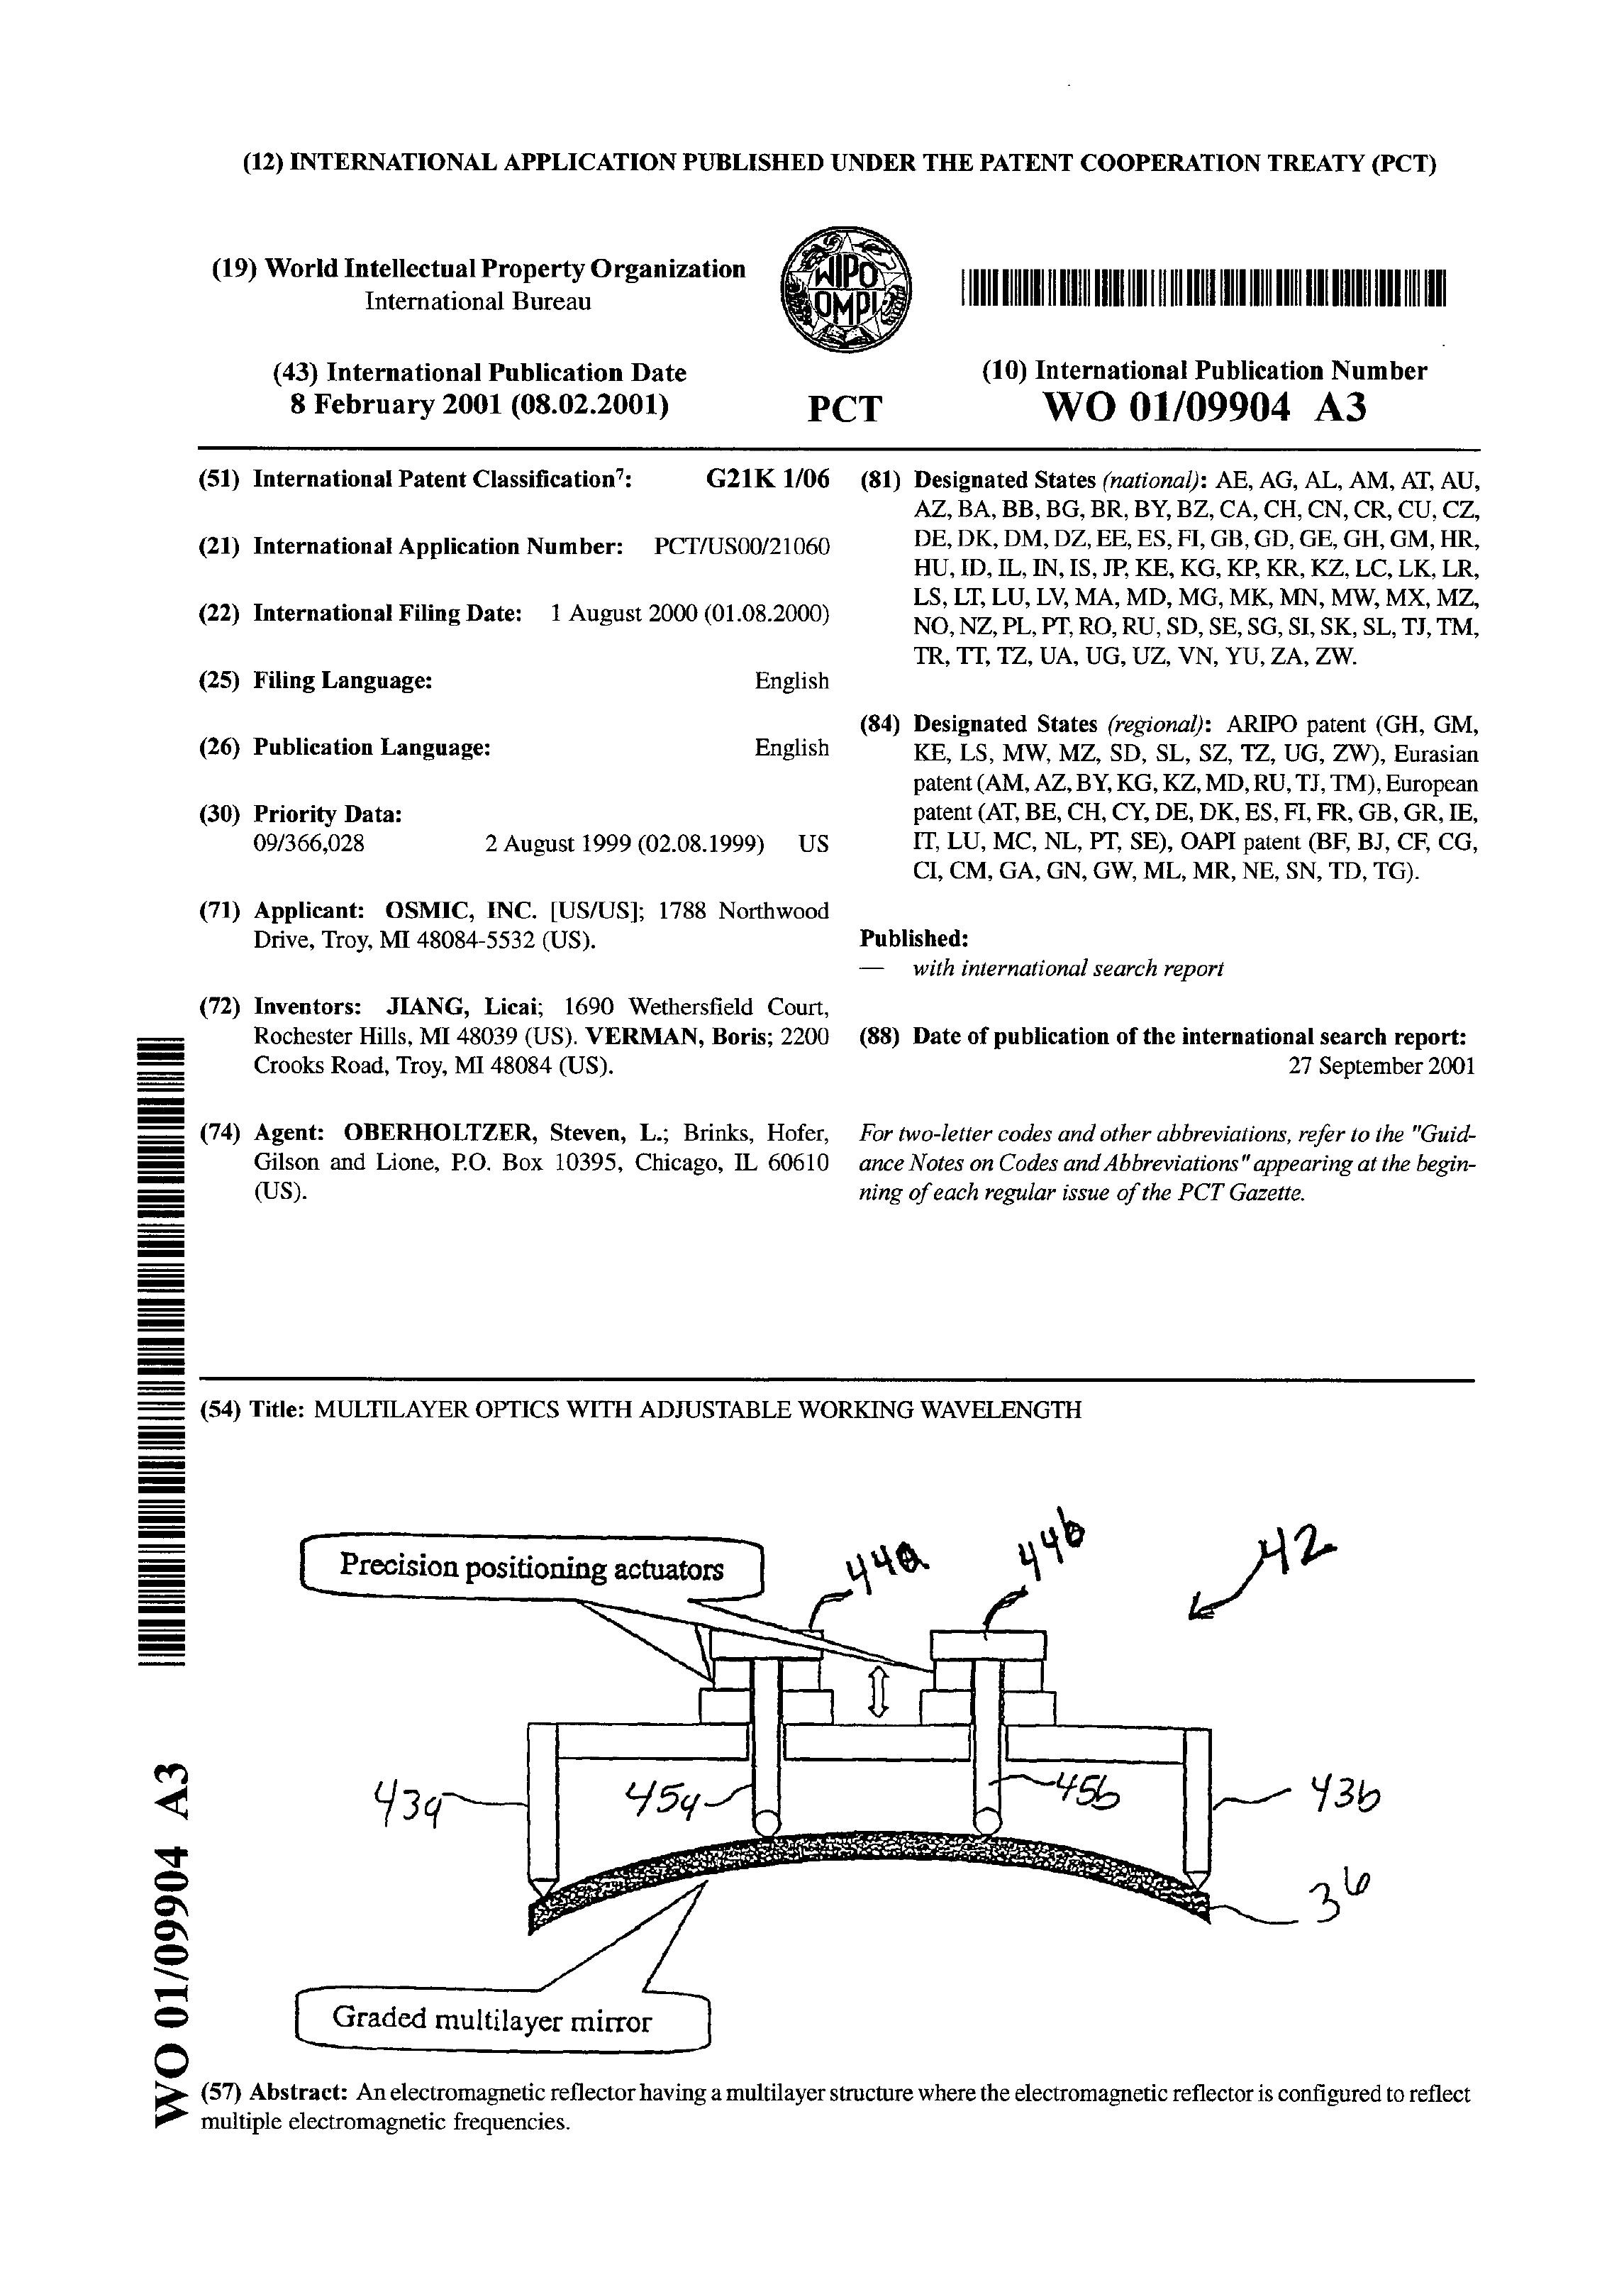 (12) INTERNATIONAL APPLICATION PUBLISHED UNDER THE PATENT COOPERATION TREATY (PCT)
(19) World Intellectual Property Organization
International Bureau
WIPO
OMPI
(43) International Publication Date
8 February 2001 (08.02.2001)
PCT
(10) International Publication Number
WO 01/09904 A3
(51) International Patent Classification7: G21K 1/06
(21) International Application Number: PCT/US00/21060
(22) International Filing Date: 1 August 2000 (01.08.2000)
(25) Filing Language: English
(26) Publication Language: English
(30) Priority Data:
09/366,028 2 August 1999 (02.08.1999) US
(71) Applicant: OSMIC, INC. [US/US]; 1788 Northwood
Drive, Troy, MI 48084-5532 (US).
(72) Inventors: JIANG, Licai; 1690 Wethersfield Court,
Rochester Hills, MI 48039 (US). VERMAN, Boris; 2200
Crooks Road, Troy, MI 48084 (US).
(74) Agent: OBERHOLTZER, Steven, L.; Brinks, Hofer,
Gilson and Lione, P.O. Box 10395, Chicago, IL 60610
(US).
(81) Designated States (national): AE, AG, AL, AM, AT, AU,
AZ, BA, BB, BG, BR, BY, BZ, CA, CH, CN, CR, CU, CZ,
DE, DK, DM, DZ, EE, ES, FI, GB, GD, GE, GH, GM, HR,
HU, ID, IL, IN, IS, JP, KE, KG, KP, KR, KZ, LC, LK, LR,
LS, LT, LU, LV, MA, MD, MG, MK, MN, MW, MX, MZ,
NO, NZ, PL, PT, RO, RU, SD, SE, SG, SI, SK, SL, TJ, TM,
TR, TT, TZ, UA, UG, UZ, VN, YU, ZA, ZW.
(84) Designated States (regional): ARIPO patent (GH, GM,
KE, LS, MW, MZ, SD, SL, SZ, TZ, UG, ZW), Eurasian
patent (AM, AZ, BY, KG, KZ, MD, RU, TJ, TM), European
patent (AT, BE, CH, CY, DE, DK, ES, FI, FR, GB, GR, IE,
IT, LU, MC, NL, PT, SE), OAPI patent (BF, BJ, CF, CG,
CI, CM, GA, GN, GW, ML, MR, NE, SN, TD, TG).
Published:
— with international search report
(88) Date of publication of the international search report:
27 September 2001
For two-letter codes and other abbreviations, refer to the "Guid-
ance Notes on Codes and Abbreviations" appearing at the begin-
ning of each regular issue of the PCT Gazette.
(54) Title: MULTILAYER OPTICS WITH ADJUSTABLE WORKING WAVELENGTH
Precision positioning actuators
44a
44b
42
43a
45a
45b
43b
36
Graded multilayer mirror
(57) Abstract: An electromagnetic reflector having a multilayer structure where the electromagnetic reflector is configured to reflect
multiple electromagnetic frequencies.
WO 01/09904 A3